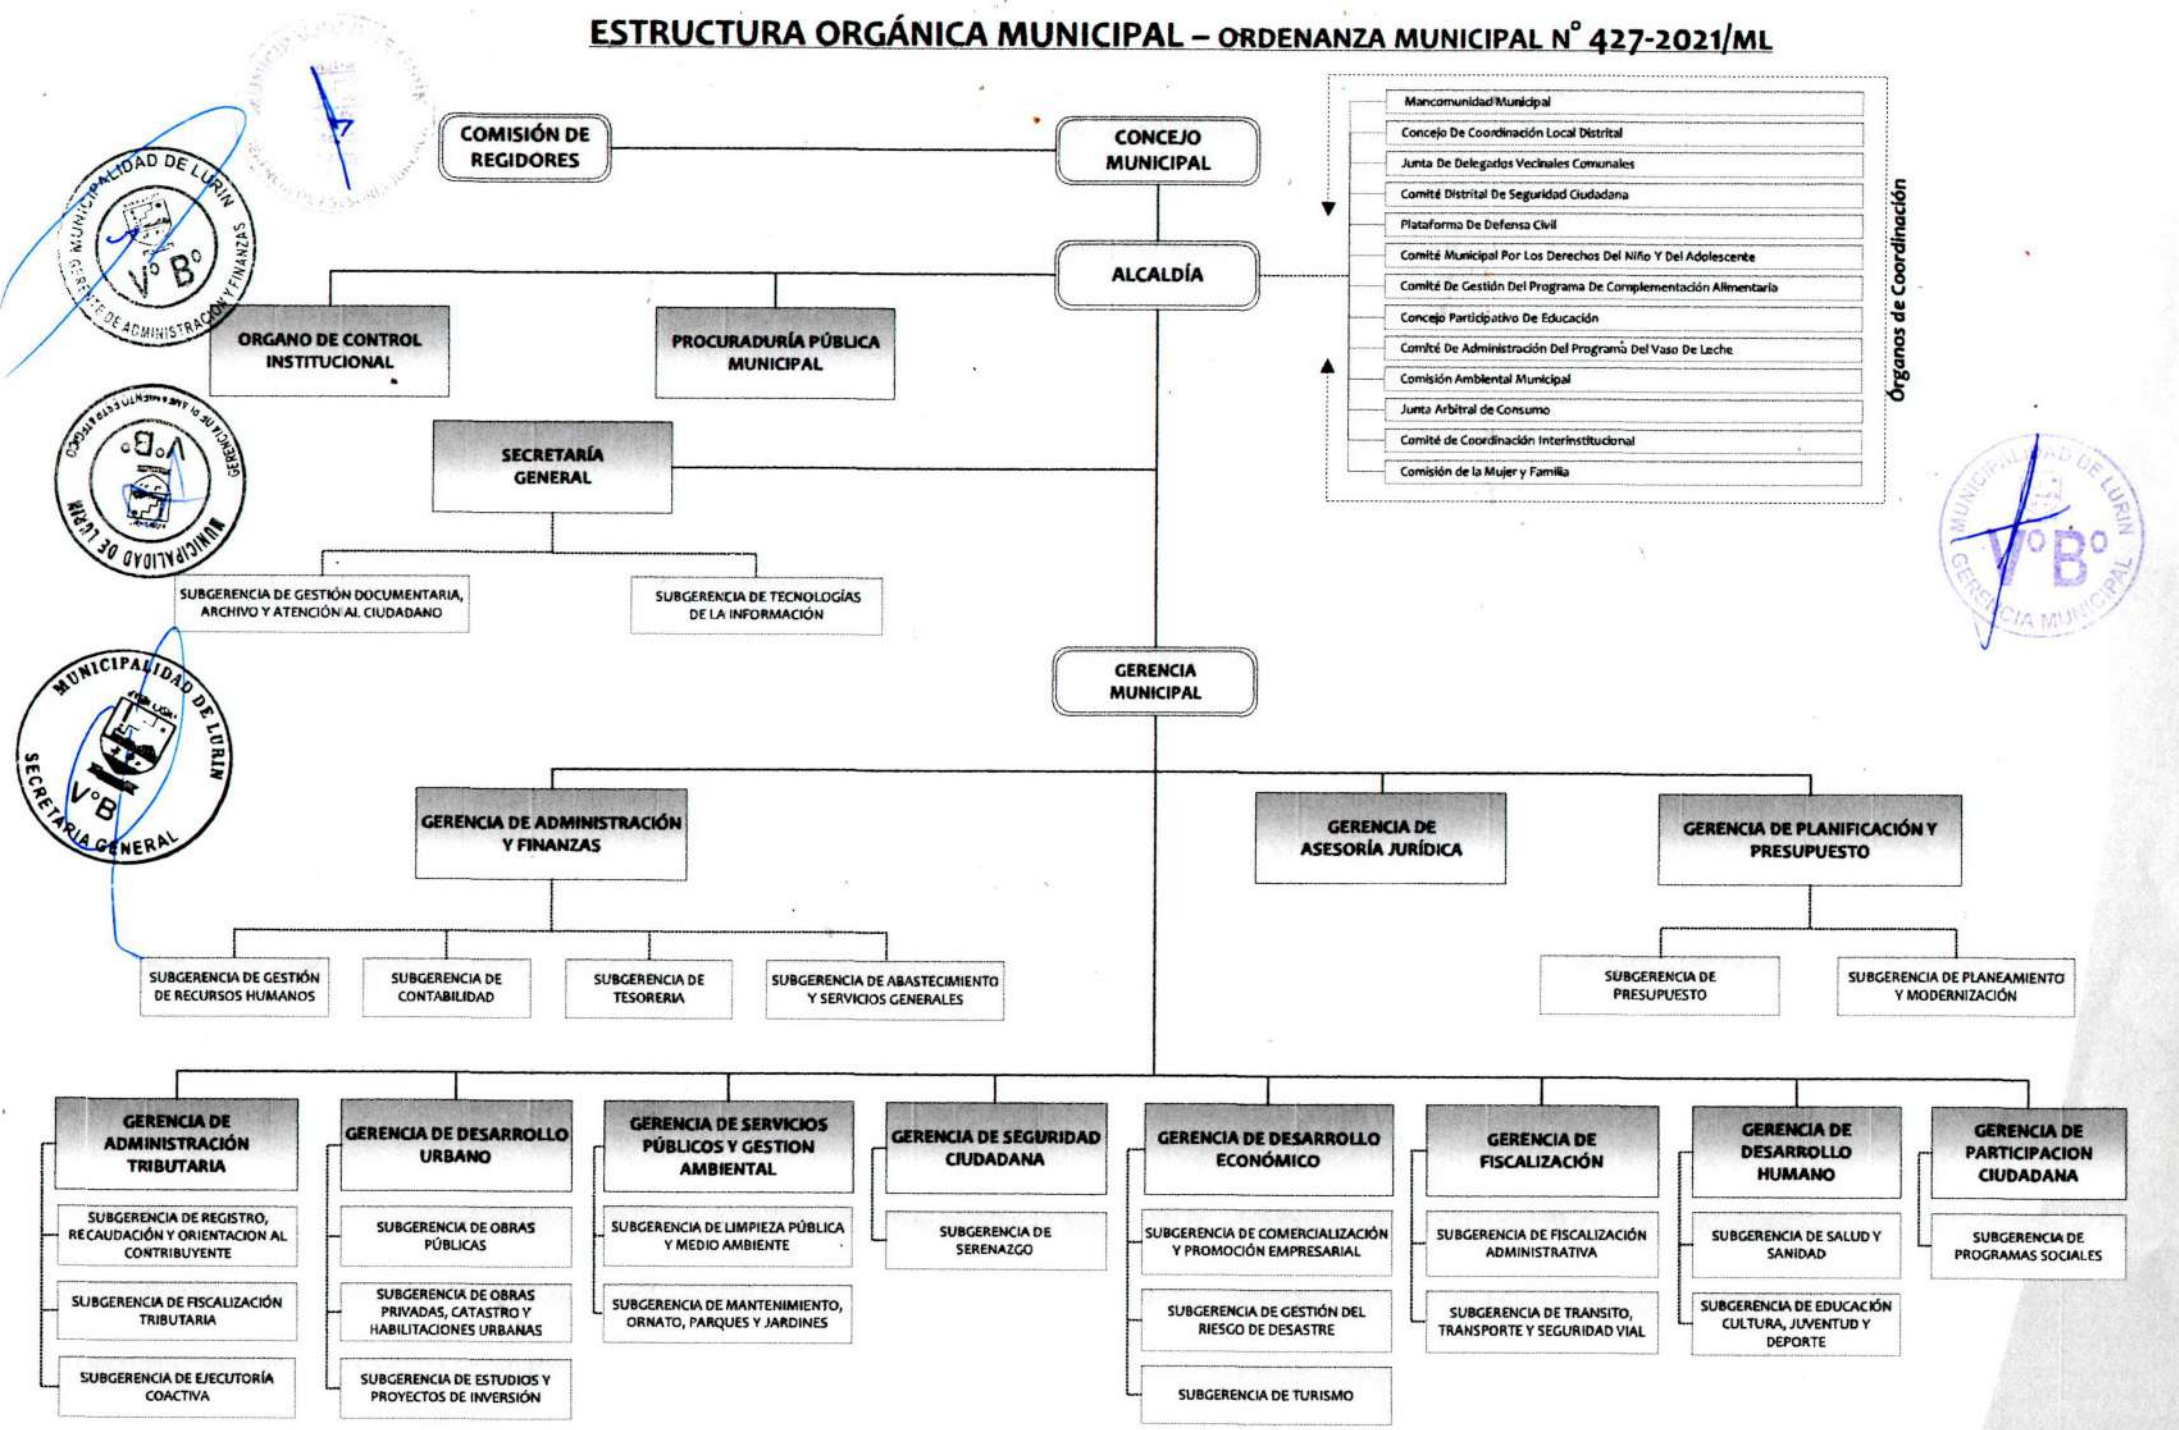 ESTRUCTURA ORGÁNICA MUNICIPAL – ORDENANZA MUNICIPAL N° 427-2021/ML
COMISIÓN DE
REGIDORES
CONCEJO
MUNICIPAL
ALCALDÍA
Mancomunidad Municipal
Concejo De Coordinación Local Distrital
Junta De Delegados Vecinales Comunales
Comité Distrital De Seguridad Ciudadana
Plataforma De Defensa Civil
Comité Municipal Por Los Derechos Del Niño Y Del Adolescente
Comité De Gestión Del Programa De Complementación Alimentaria
Concejo Participativo De Educación
Comité De Administración Del Programa Del Vaso De Leche
Comisión Ambiental Municipal
Junta Arbitral de Consumo
Comité de Coordinación Interinstitucional
Comisión de la Mujer y Familia
Órganos de Coordinación
ORGANO DE CONTROL
INSTITUCIONAL
PROCURADURÍA PÚBLICA
MUNICIPAL
SECRETARÍA
GENERAL
SUBGERENCIA DE GESTIÓN DOCUMENTARIA,
ARCHIVO Y ATENCIÓN AL CIUDADANO
SUBGERENCIA DE TECNOLOGÍAS
DE LA INFORMACIÓN
GERENCIA
MUNICIPAL
GERENCIA DE ADMINISTRACIÓN
Y FINANZAS
GERENCIA DE
ASESORÍA JURÍDICA
GERENCIA DE PLANIFICACIÓN Y
PRESUPUESTO
SUBGERENCIA DE GESTIÓN
DE RECURSOS HUMANOS
SUBGERENCIA DE
CONTABILIDAD
SUBGERENCIA DE
TESORERIA
SUBGERENCIA DE ABASTECIMIENTO
Y SERVICIOS GENERALES
SUBGERENCIA DE
PRESUPUESTO
SUBGERENCIA DE PLANEAMIENTO
Y MODERNIZACIÓN
GERENCIA DE
ADMINISTRACIÓN
TRIBUTARIA
SUBGERENCIA DE REGISTRO,
RECAUDACIÓN Y ORIENTACION AL
CONTRIBUYENTE
SUBGERENCIA DE FISCALIZACIÓN
TRIBUTARIA
SUBGERENCIA DE EJECUTORÍA
COACTIVA
GERENCIA DE DESARROLLO
URBANO
SUBGERENCIA DE OBRAS
PÚBLICAS
SUBGERENCIA DE OBRAS
PRIVADAS, CATASTRO Y
HABILITACIONES URBANAS
SUBGERENCIA DE ESTUDIOS Y
PROYECTOS DE INVERSIÓN
GERENCIA DE SERVICIOS
PÚBLICOS Y GESTION
AMBIENTAL
SUBGERENCIA DE LIMPIEZA PÚBLICA
Y MEDIO AMBIENTE
SUBGERENCIA DE MANTENIMIENTO,
ORNATO, PARQUES Y JARDINES
GERENCIA DE SEGURIDAD
CIUDADANA
SUBGERENCIA DE
SERENAZGO
GERENCIA DE DESARROLLO
ECONÓMICO
SUBGERENCIA DE COMERCIALIZACIÓN
Y PROMOCIÓN EMPRESARIAL
SUBGERENCIA DE GESTIÓN DEL
RIESGO DE DESASTRE
SUBGERENCIA DE TURISMO
GERENCIA DE
FISCALIZACIÓN
SUBGERENCIA DE FISCALIZACIÓN
ADMINISTRATIVA
SUBGERENCIA DE TRANSITO,
TRANSPORTE Y SEGURIDAD VIAL
GERENCIA DE
DESARROLLO
HUMANO
SUBGERENCIA DE SALUD Y
SANIDAD
SUBGERENCIA DE EDUCACIÓN
CULTURA, JUVENTUD Y
DEPORTE
GERENCIA DE
PARTICIPACION
CIUDADANA
SUBGERENCIA DE
PROGRAMAS SOCIALES
MUNICIPALIDAD DE LURIN
GERENTE DE ADMINISTRACIÓN Y FINANZAS
V° B°
MUNICIPALIDAD DE LURIN
V° B°
MUNICIPALIDAD DE LURIN
V° B
SECRETARIA GENERAL
MUNICIPALIDAD DE LURIN
V° B°
GERENCIA MUNICIPAL